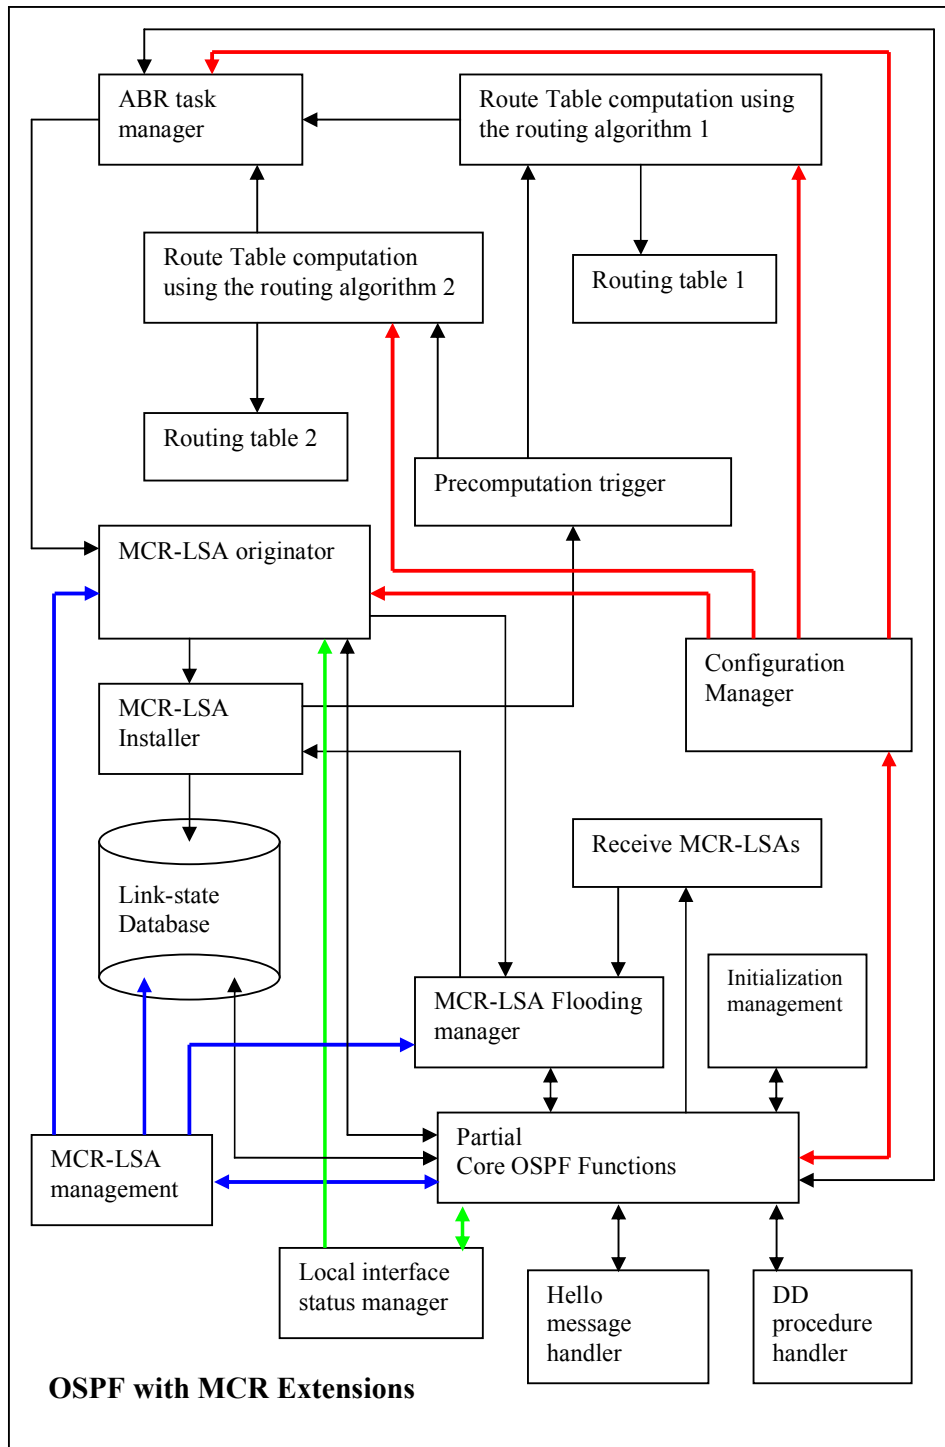 ABR task
manager
Route Table computation using
the routing algorithm 1
Route Table computation
using the routing algorithm 2
Routing table 1
Routing table 2
Precomputation trigger
MCR-LSA originator
Configuration
Manager
MCR-LSA
Installer
Receive MCR-LSAs
Link-state
Database
MCR-LSA Flooding
manager
Initialization
management
Partial
Core OSPF Functions
MCR-LSA
management
Local interface
status manager
Hello
message
handler
DD
procedure
handler
OSPF with MCR Extensions